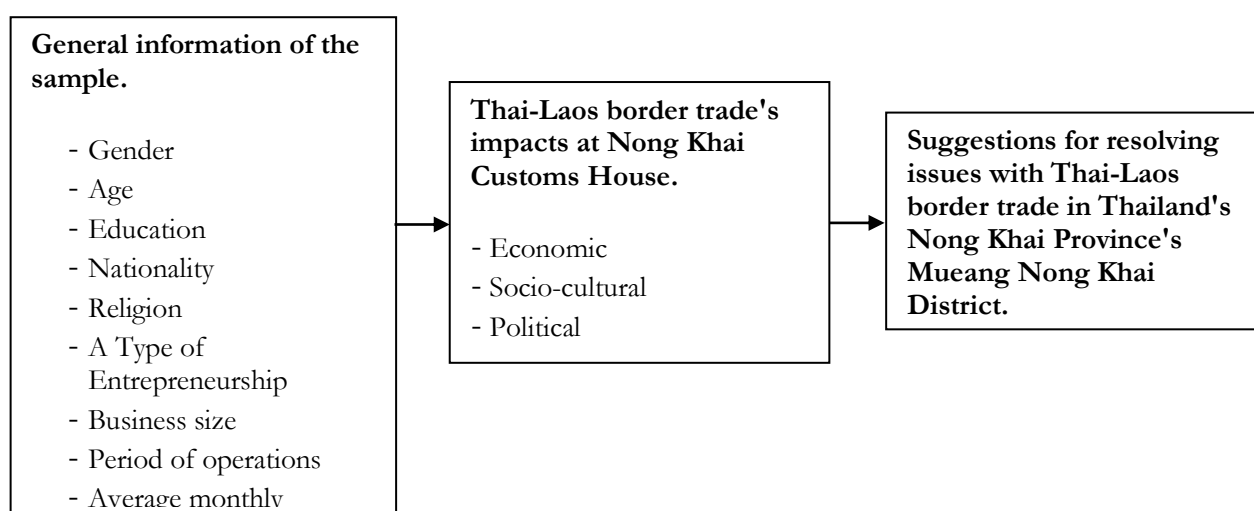 General information of the
sample.
- Gender
- Age
- Education
- Nationality
- Religion
- A Type of
Entrepreneurship
- Business size
- Period of operations
- Average monthly
Thai-Laos border trade's
impacts at Nong Khai
Customs House.
- Economic
- Socio-cultural
- Political
Suggestions for resolving
issues with Thai-Laos
border trade in Thailand's
Nong Khai Province's
Mueang Nong Khai
District.